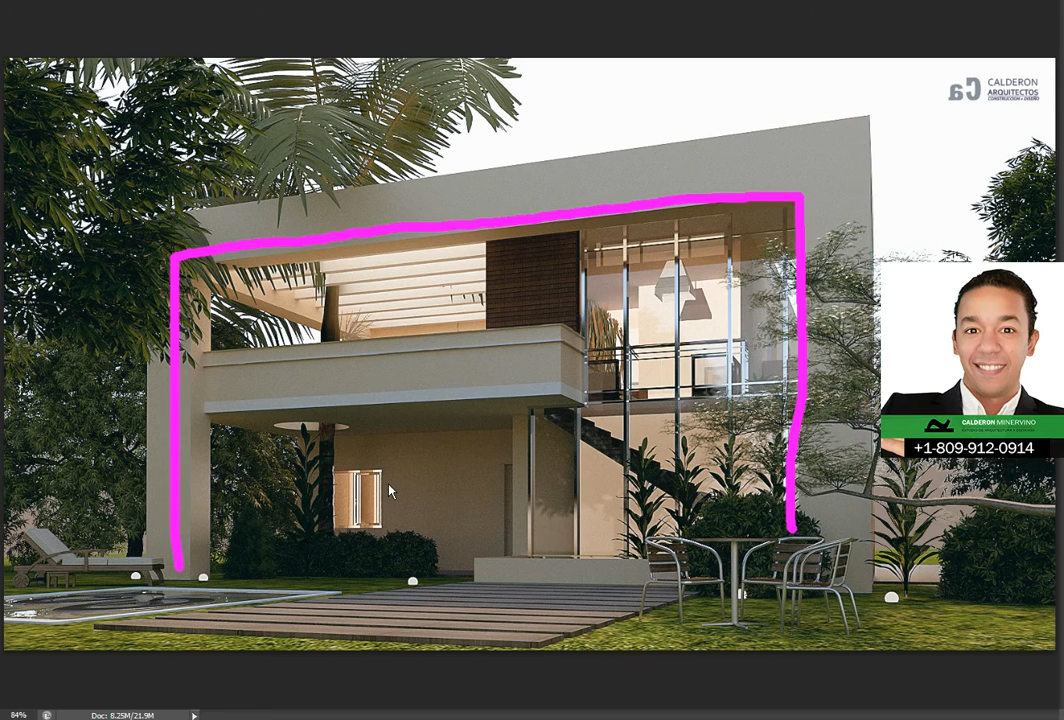 CALDERON
ARQUITECTOS
CONSTRUCCION + DISEÑO
CALDERON MINERVINO
+1-809-912-0914
84%
Doc: 8.25M/21.9M